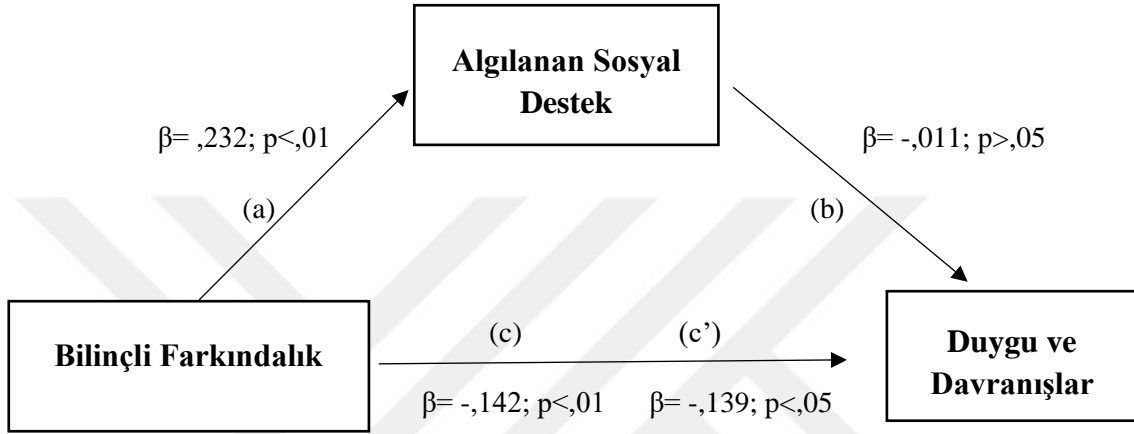 Algılanan Sosyal
Destek
β= ,232; p<,01
β= -,011; p>,05
(a)
(b)
Bilinçli Farkındalık
(c)
(c’)
Duygu ve
Davranışlar
β= -,142; p<,01
β= -,139; p<,05